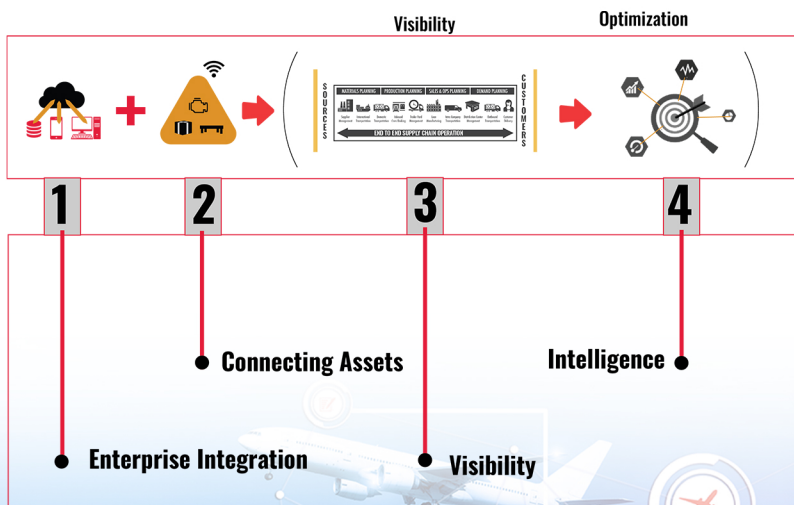 Visibility
Optimization
SOURCES
MATERIALS PLANNING
PRODUCTION PLANNING
SALES & OPS PLANNING
DEMAND PLANNING
END TO END SUPPLY CHAIN OPERATION
CUSTOMERS
1
2
3
4
Connecting Assets
Intelligence
Enterprise Integration
Visibility